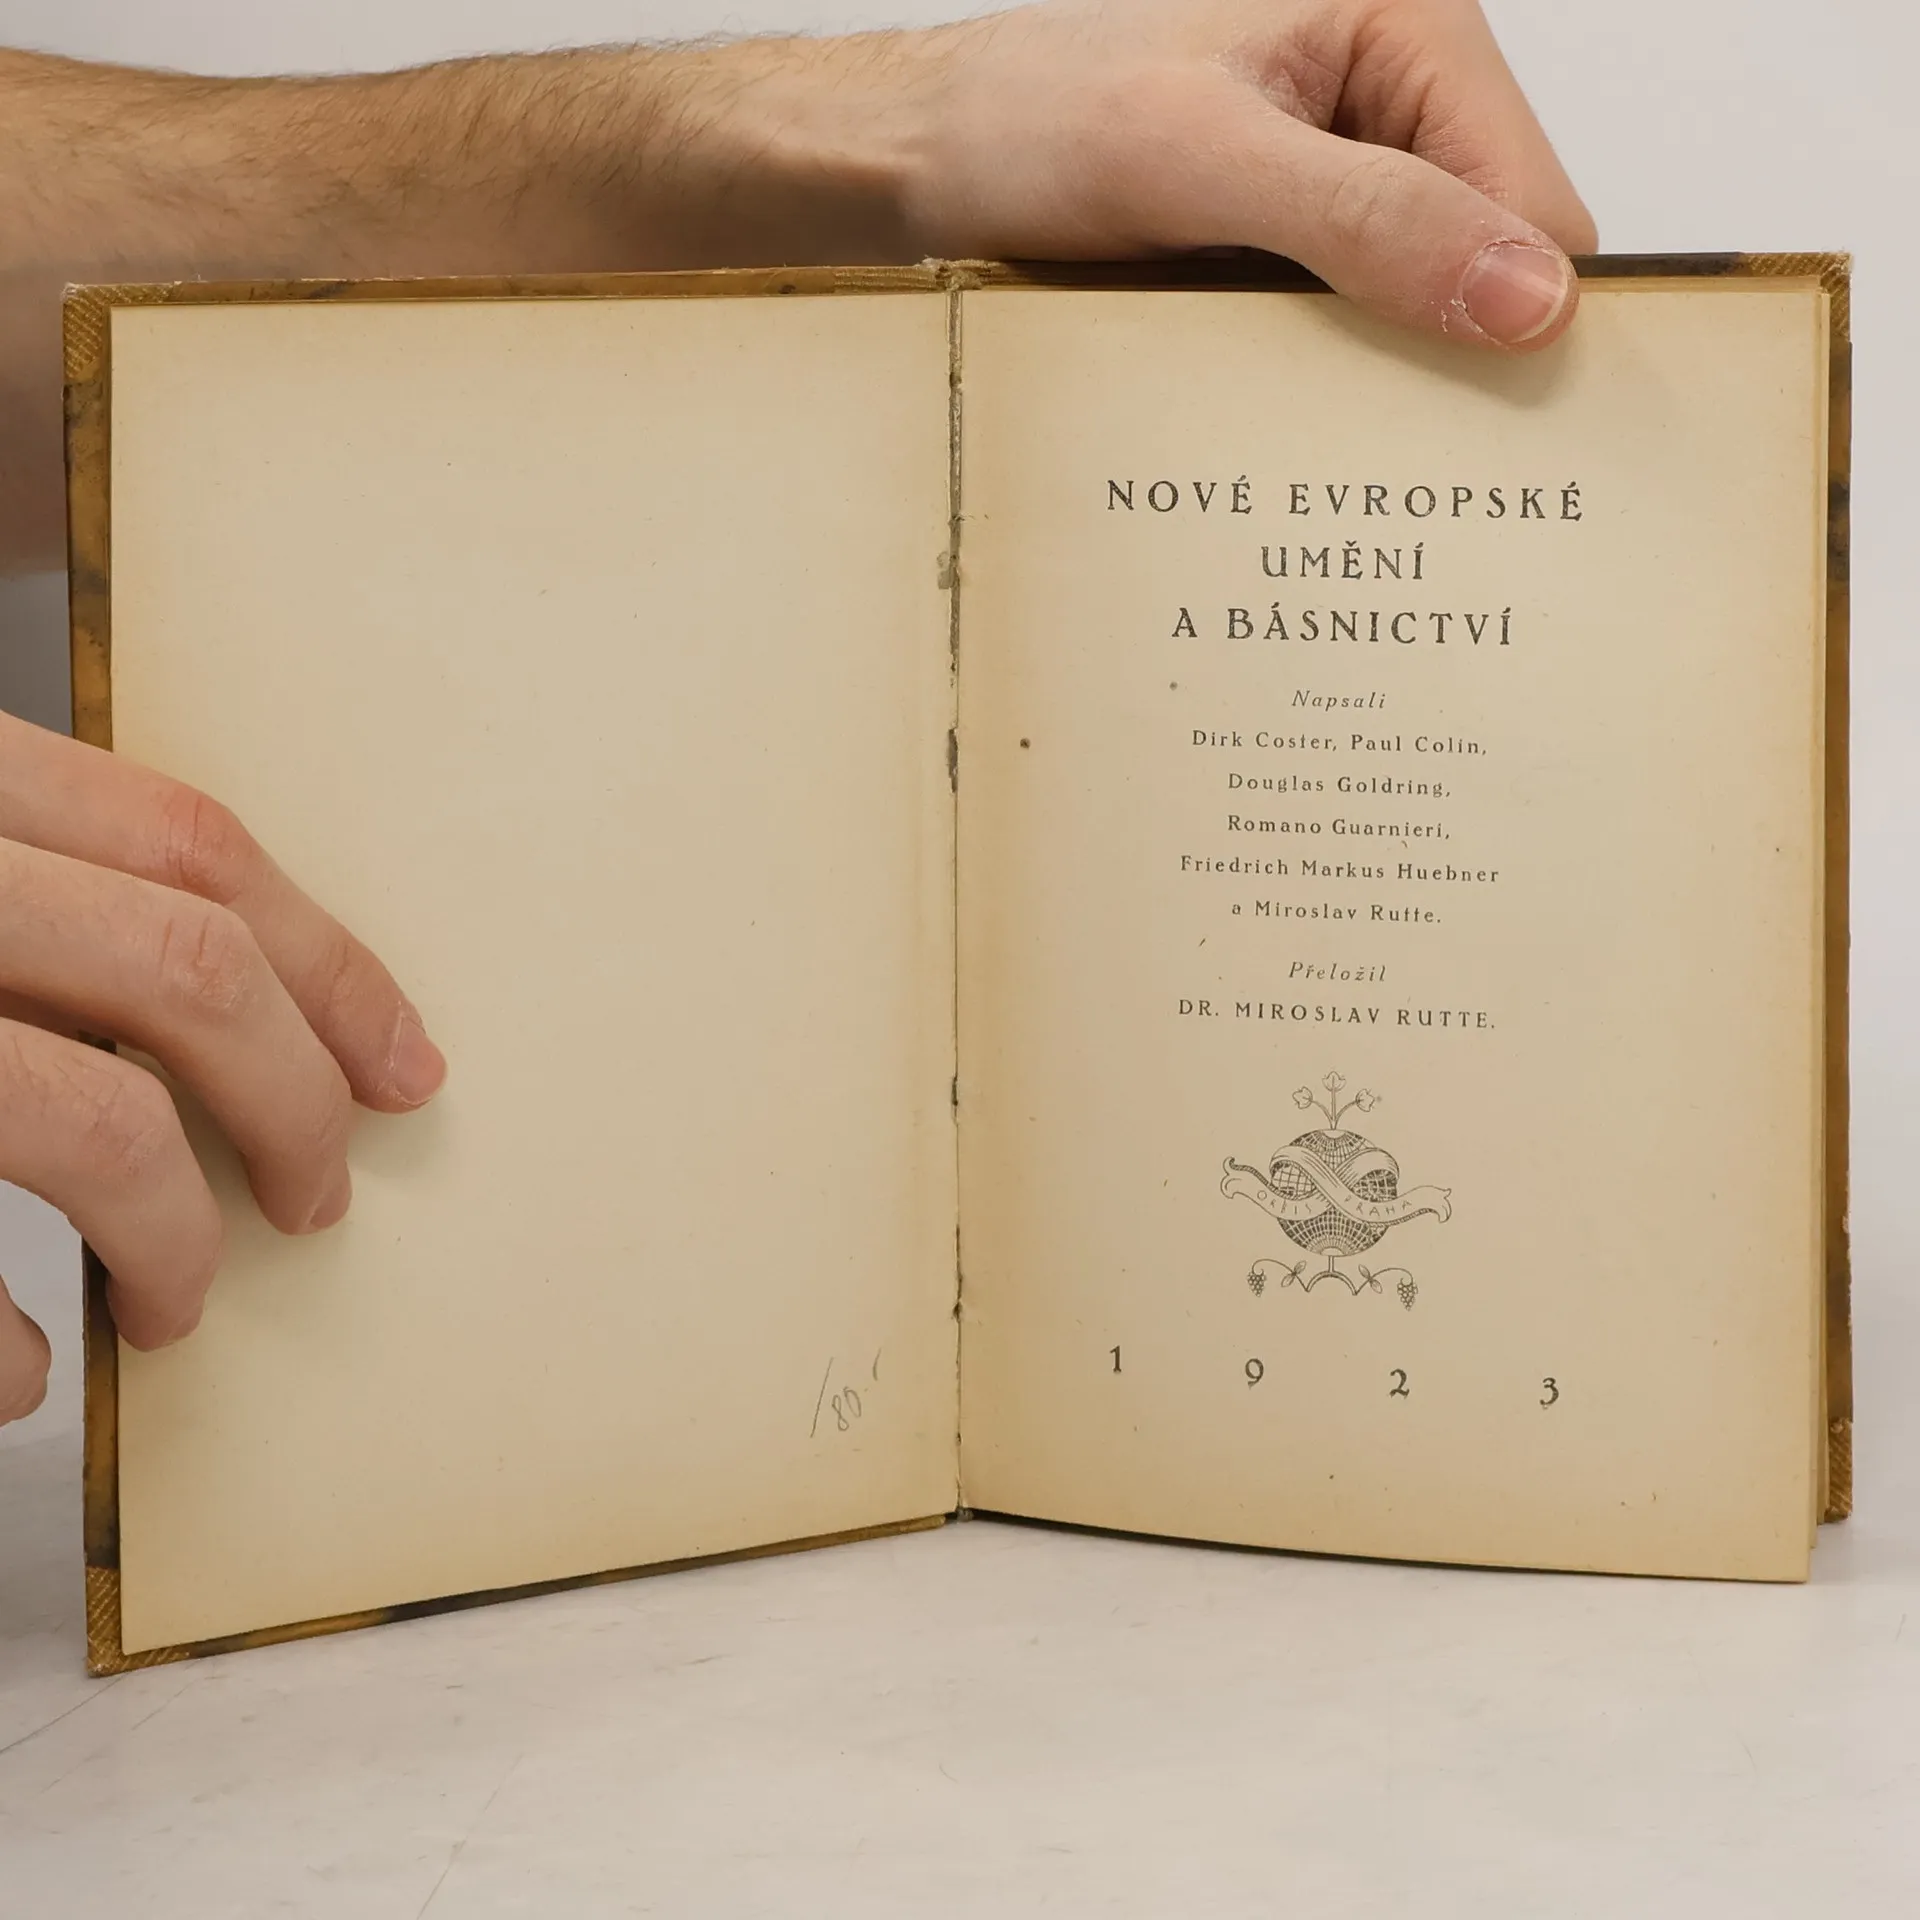 NOVÉ EVROPSKÉ
UMĚNÍ
A BÁSNICTVÍ
Napsali
Dirk Coster, Paul Colin,
Douglas Goldring,
Romano Guarnieri,
Friedrich Markus Huebner
a Miroslav Rutte.
Přeložil
DR. MIROSLAV RUTTE.
ORBIS PRAHA
1 9 2 3
/80.